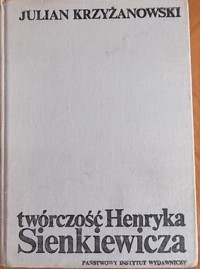 JULIAN KRZYŻANOWSKI
twórczość Henryka
Sienkiewicza
PAŃSTWOWY INSTYTUT WYDAWNICZY